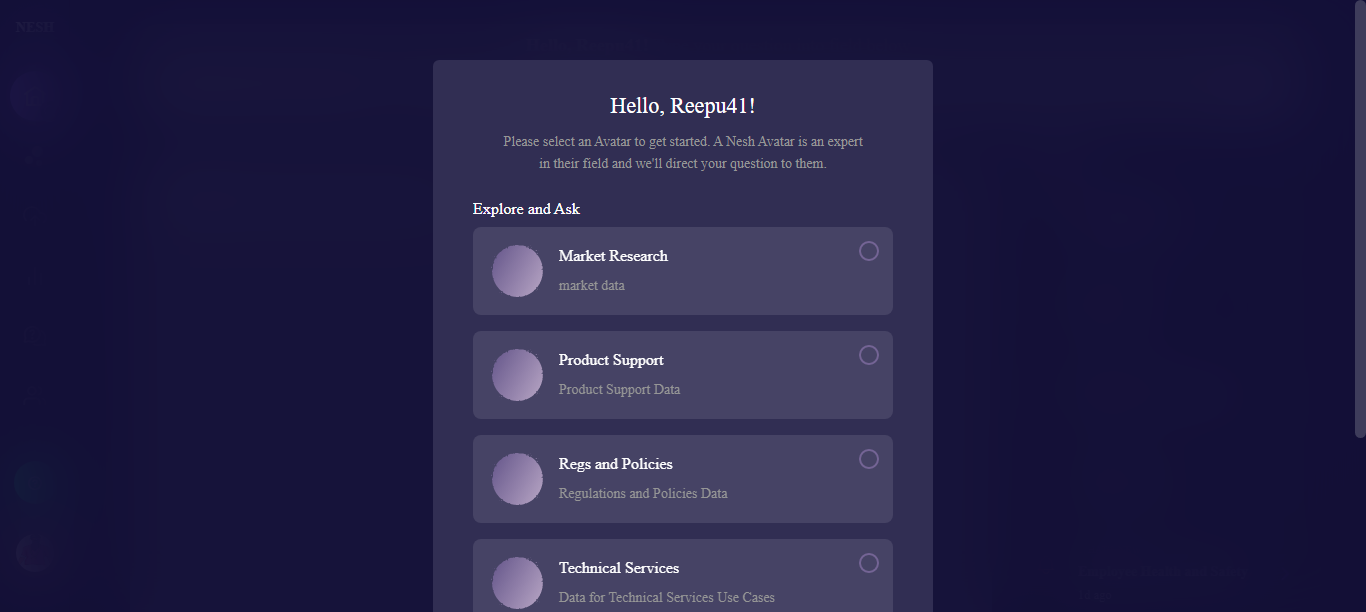 NESH
Hello, Reepu41!
Please select an Avatar to get started. A Nesh Avatar is an expert
in their field and we'll direct your question to them.
Explore and Ask
Market Research
market data
Product Support
Product Support Data
Regs and Policies
Regulations and Policies Data
Technical Services
Data for Technical Services Use Cases